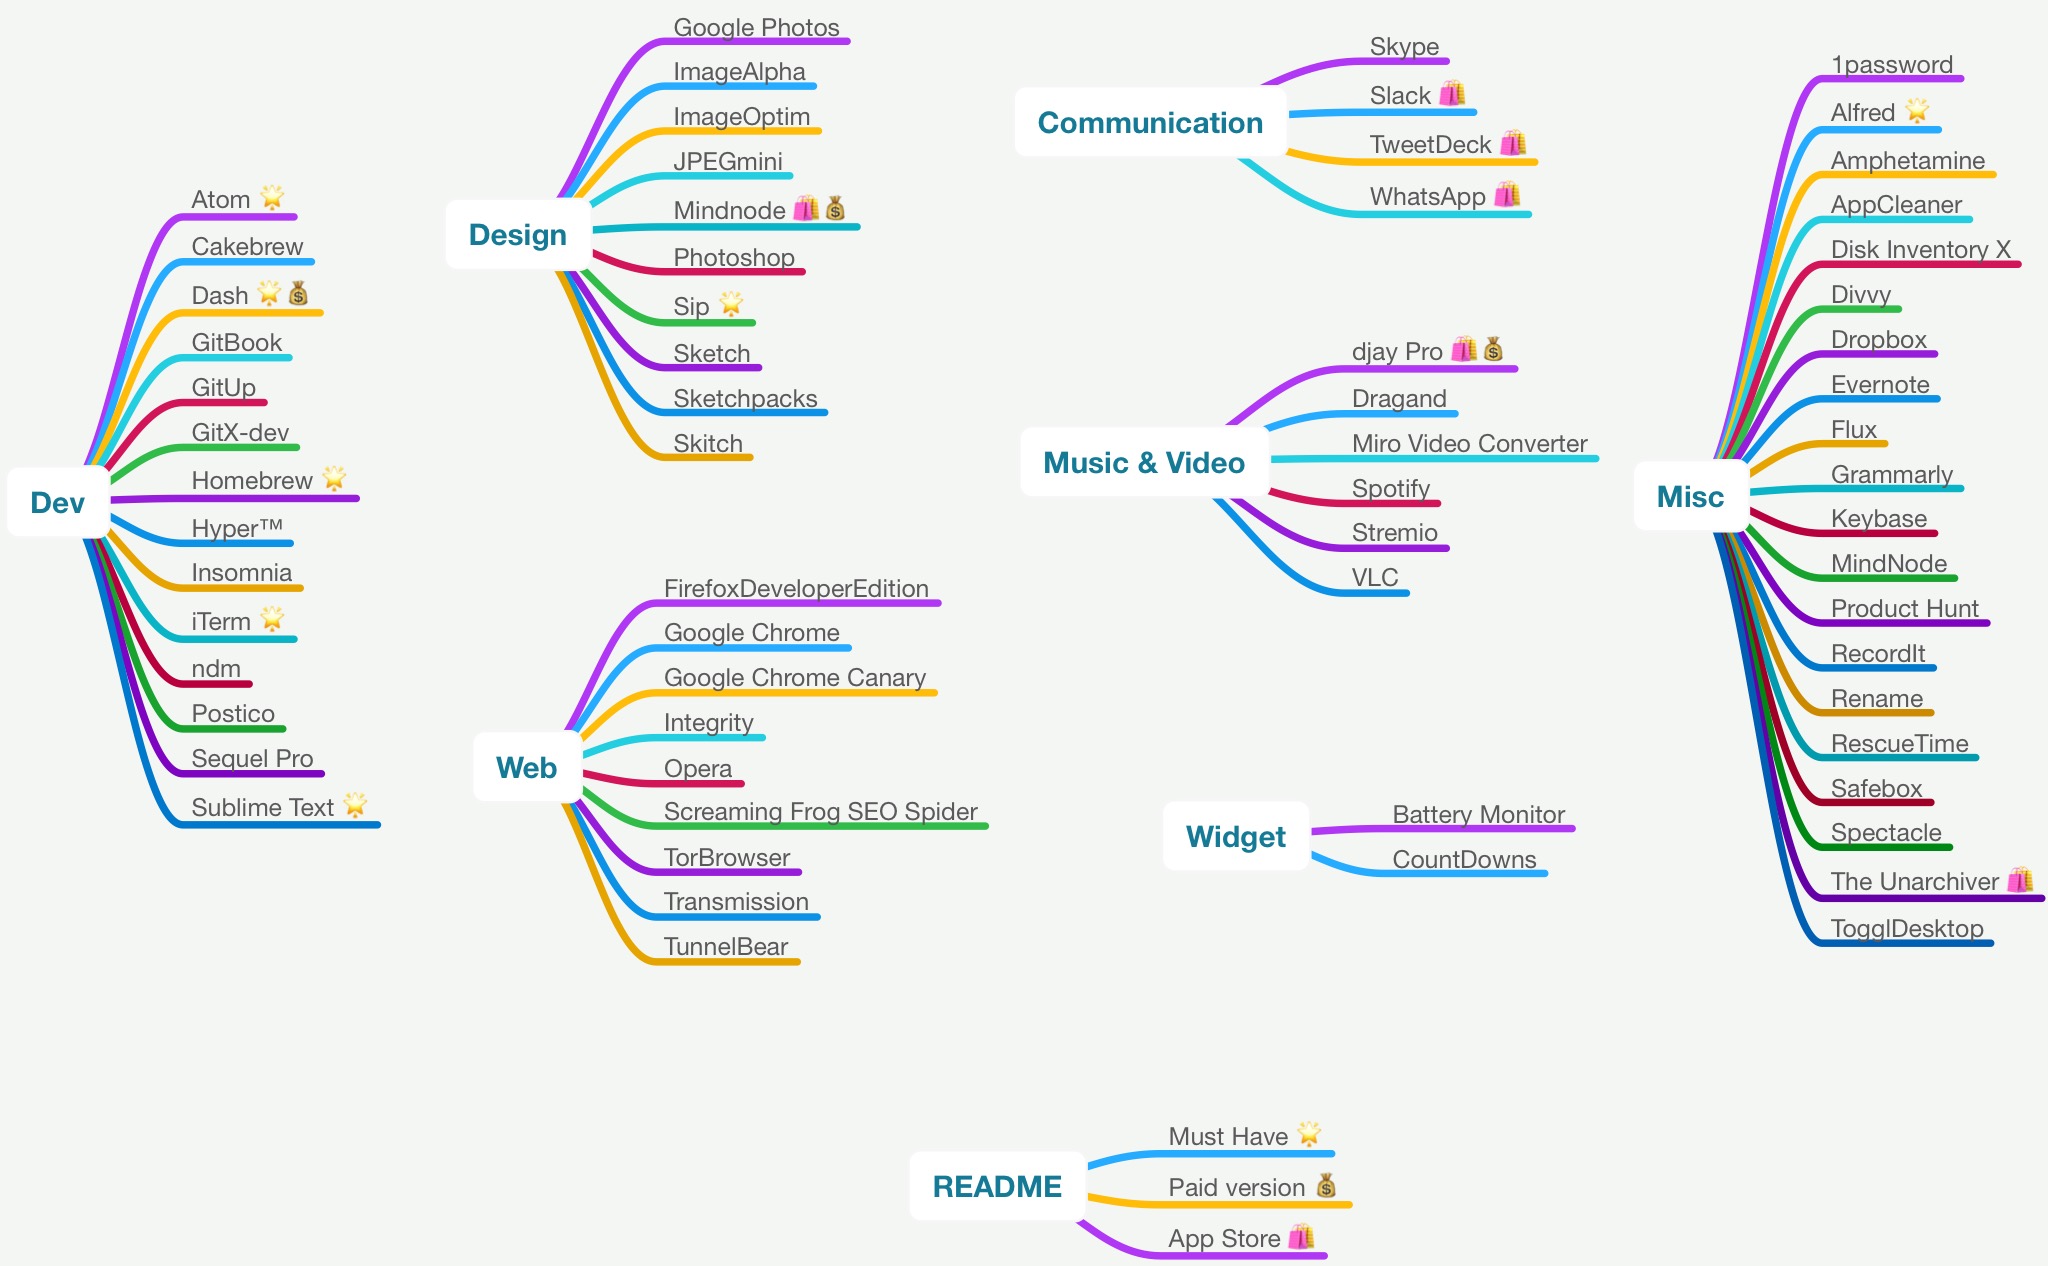 Dev
Atom 🌟
Cakebrew
Dash 🌟💰
GitBook
GitUp
GitX-dev
Homebrew 🌟
Hyper™
Insomnia
iTerm 🌟
ndm
Postico
Sequel Pro
Sublime Text 🌟
Design
Google Photos
ImageAlpha
ImageOptim
JPEGmini
Mindnode 🛍💰
Photoshop
Sip 🌟
Sketch
Sketchpacks
Skitch
Web
FirefoxDeveloperEdition
Google Chrome
Google Chrome Canary
Integrity
Opera
Screaming Frog SEO Spider
TorBrowser
Transmission
TunnelBear
Communication
Skype
Slack 🛍
TweetDeck 🛍
WhatsApp 🛍
Music & Video
djay Pro 🛍💰
Dragand
Miro Video Converter
Spotify
Stremio
VLC
Widget
Battery Monitor
CountDowns
Misc
1password
Alfred 🌟
Amphetamine
AppCleaner
Disk Inventory X
Divvy
Dropbox
Evernote
Flux
Grammarly
Keybase
MindNode
Product Hunt
RecordIt
Rename
RescueTime
Safebox
Spectacle
The Unarchiver 🛍
TogglDesktop
README
Must Have 🌟
Paid version 💰
App Store 🛍